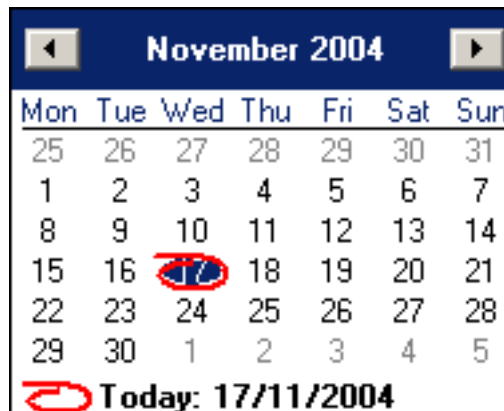 November 2004
Mon Tue Wed Thu Fri Sat Sun
25 26 27 28 29 30 31
1 2 3 4 5 6 7
8 9 10 11 12 13 14
15 16 17 18 19 20 21
22 23 24 25 26 27 28
29 30 1 2 3 4 5
Today: 17/11/2004